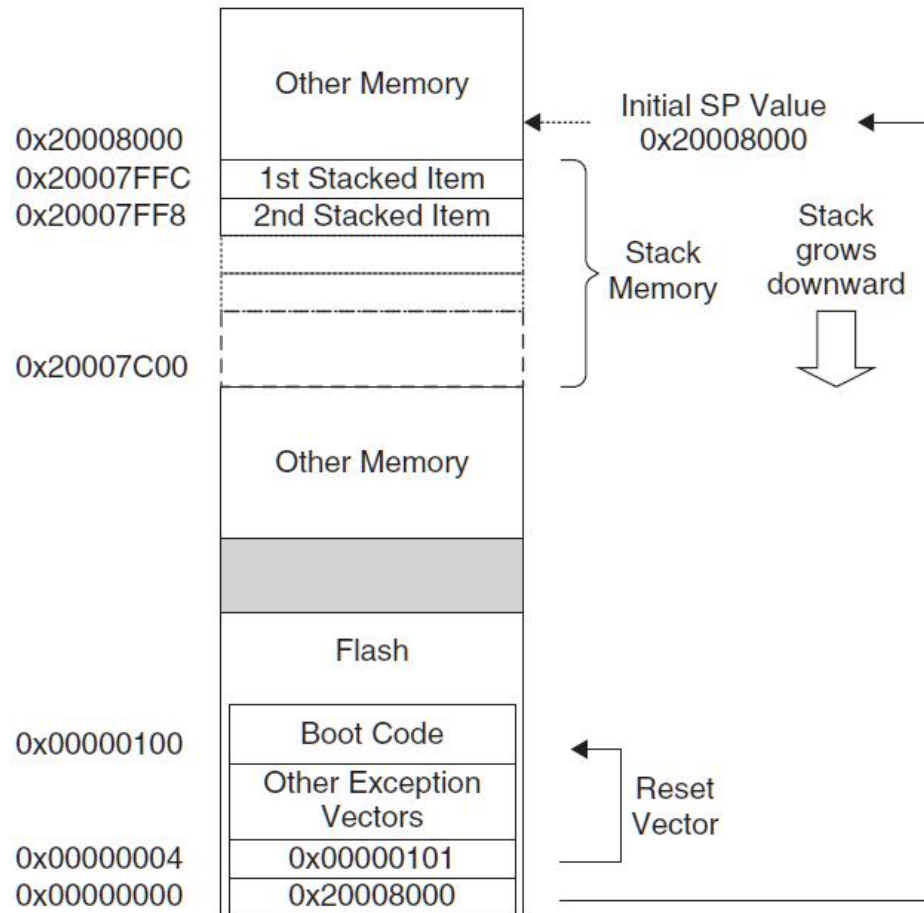 Other Memory
Initial SP Value
0x20008000
0x20008000
0x20007FFC
1st Stacked Item
0x20007FF8
2nd Stacked Item
Stack
Memory
Stack
grows
downward
0x20007C00
Other Memory
Flash
0x00000100
Boot Code
Other Exception
Vectors
Reset
Vector
0x00000004
0x00000101
0x00000000
0x20008000